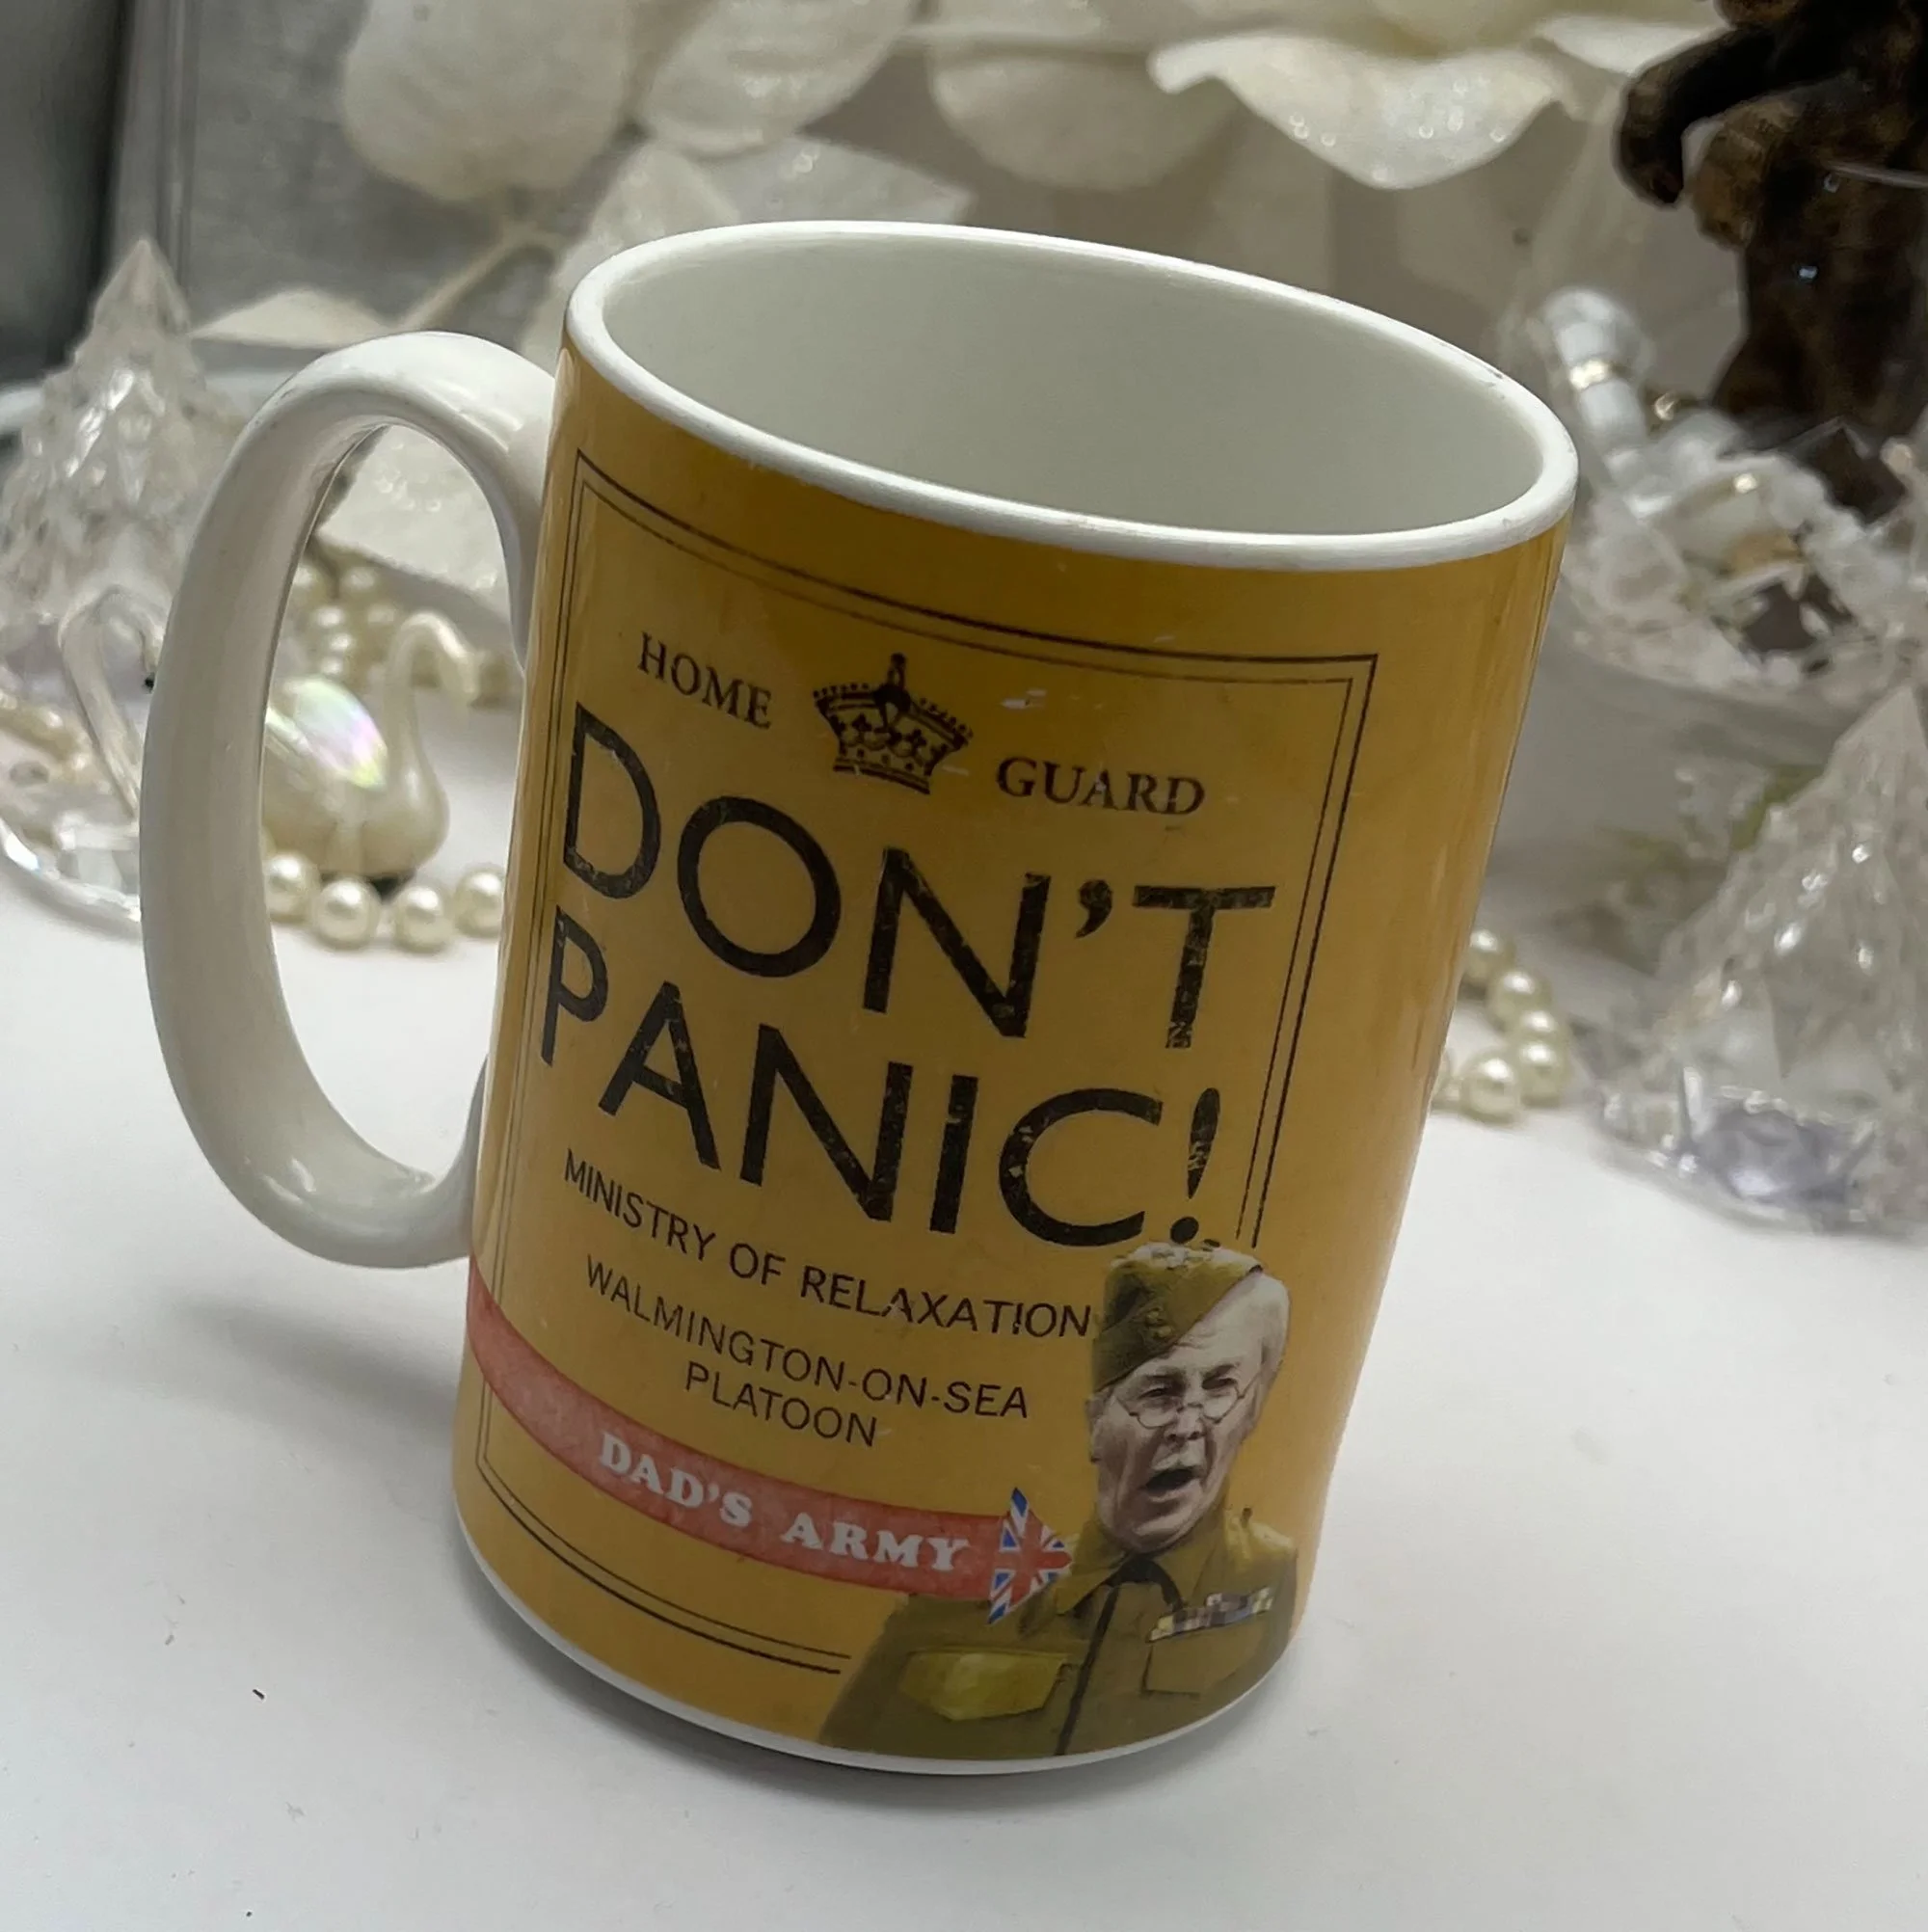 HOME GUARD
DON'T
PANIC!
MINISTRY OF RELAXATION
WALMINGTON-ON-SEA
PLATOON
DAD'S ARMY